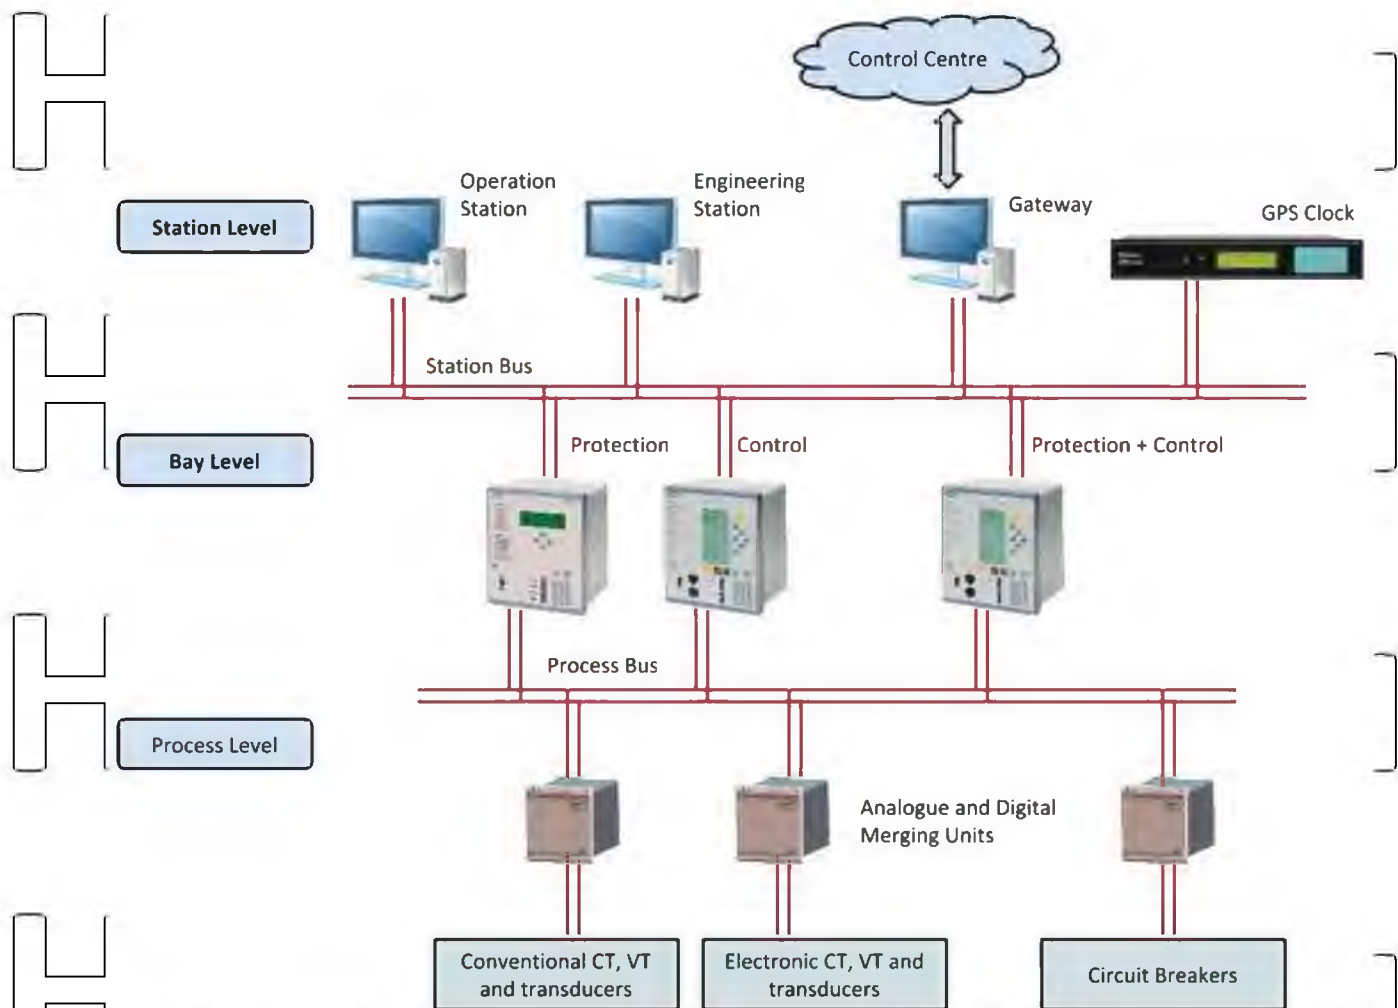 Control Centre
Operation
Station
Engineering
Station
Gateway
GPS Clock
Station Level
Station Bus
Protection
Control
Protection + Control
Bay Level
Process Bus
Process Level
Analogue and Digital
Merging Units
Conventional CT, VT
and transducers
Electronic CT, VT and
transducers
Circuit Breakers